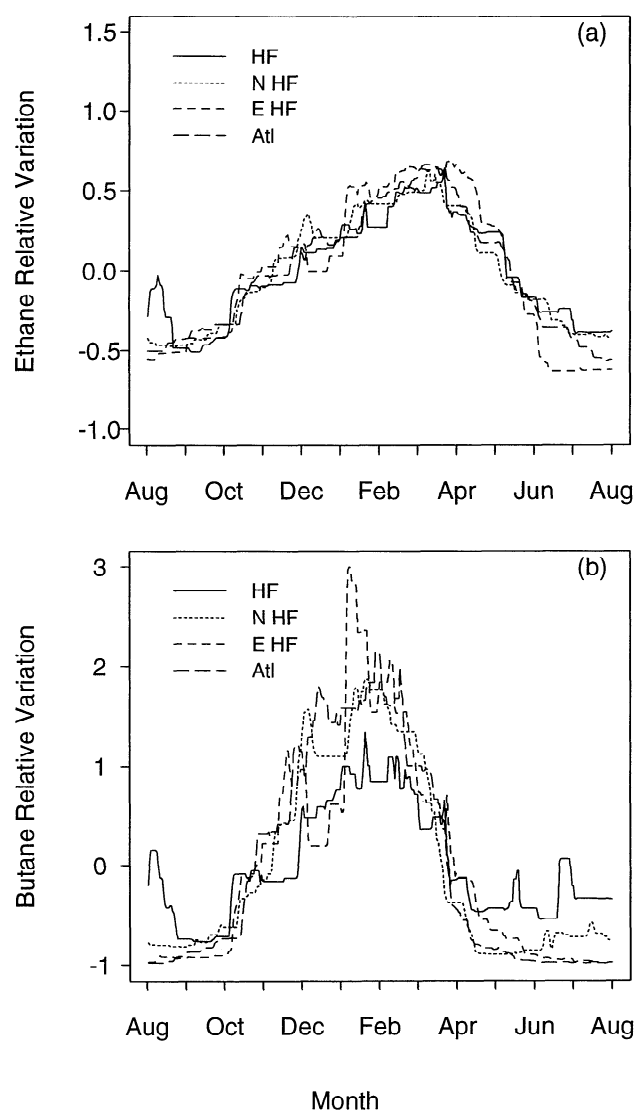 (a)
1.5
1.0
0.5
0.0
-0.5
-1.0
Ethane Relative Variation
HF
N HF
E HF
Atl
Aug Oct Dec Feb Apr Jun Aug
(b)
3
2
1
0
-1
Butane Relative Variation
HF
N HF
E HF
Atl
Aug Oct Dec Feb Apr Jun Aug
Month